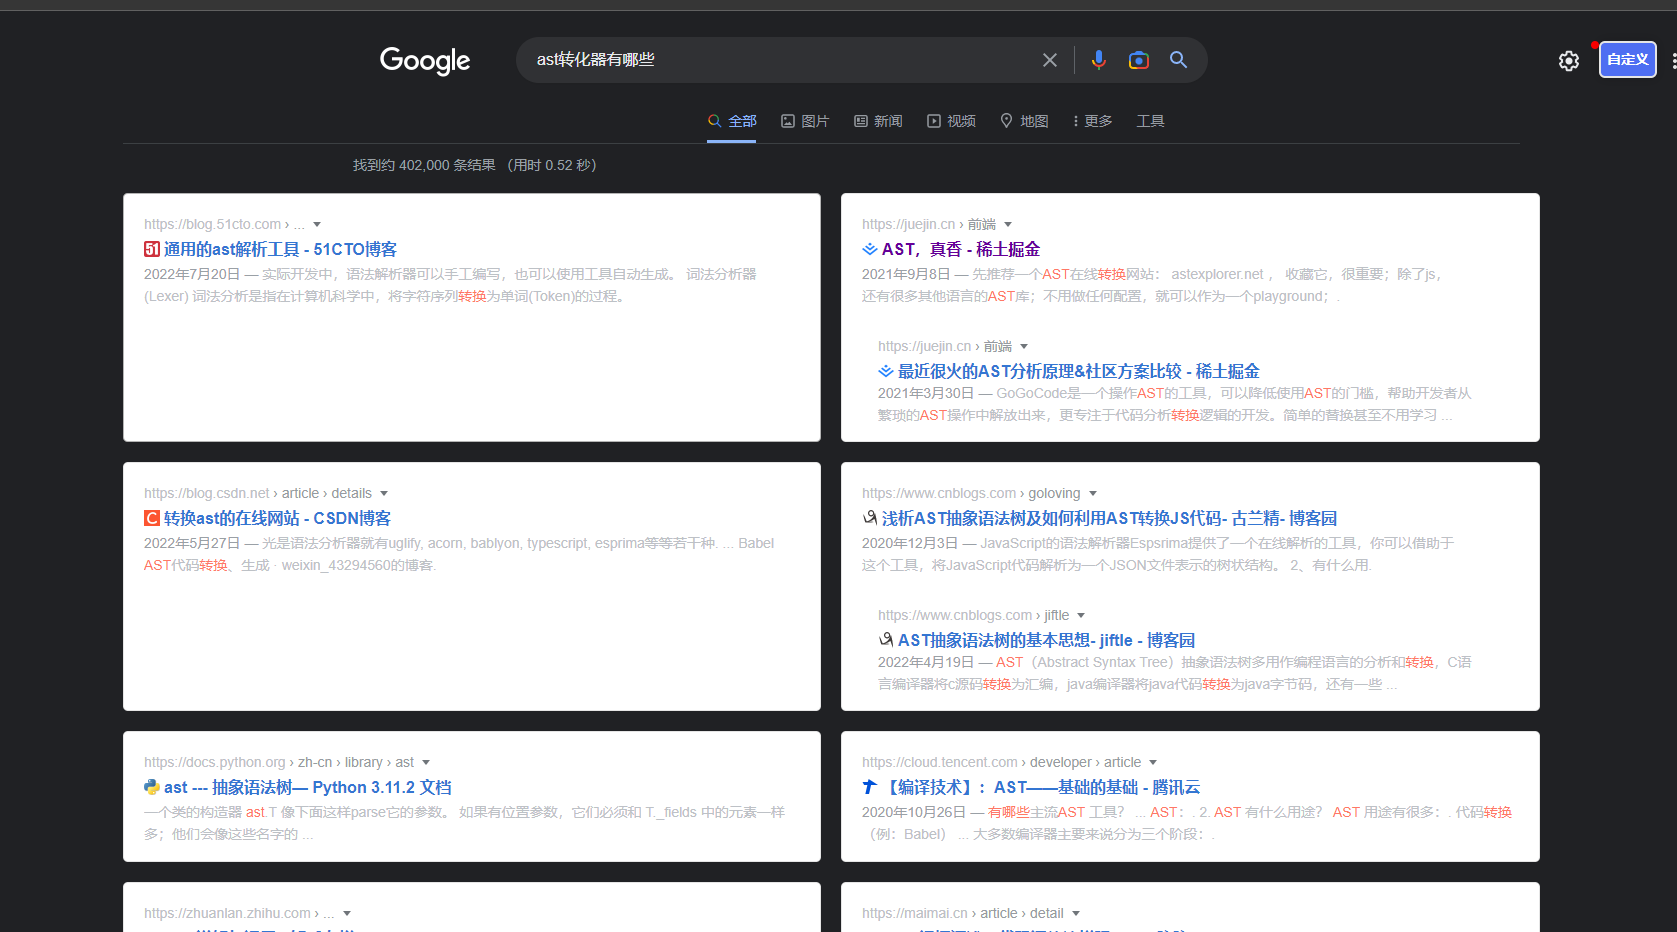 Google
ast转化器有哪些
自定义
全部
图片
新闻
视频
地图
更多
工具
找到约 402,000 条结果 （用时 0.52 秒）
https://blog.51cto.com › ...
通用的ast解析工具 - 51CTO博客
2022年7月20日 — 实际开发中，语法解析器可以手工编写，也可以使用工具自动生成。 词法分析器
(Lexer) 词法分析是指在计算机科学中，将字符序列转换为单词(Token)的过程。
https://juejin.cn › 前端
AST，真香 - 稀土掘金
2021年9月8日 — 先推荐一个AST在线转换网站： astexplorer.net ， 收藏它，很重要；除了js，
还有很多其他语言的AST库；不用做任何配置，就可以作为一个playground；.
https://juejin.cn › 前端
最近很火的AST分析原理&社区方案比较 - 稀土掘金
2021年3月30日 — GoGoCode是一个操作AST的工具，可以降低使用AST的门槛，帮助开发者从
繁琐的AST操作中解放出来，更专注于代码分析转换逻辑的开发。简单的替换甚至不用学习 ...
https://blog.csdn.net › article › details
转换ast的在线网站 - CSDN博客
2022年5月27日 — 光是语法分析器就有uglify, acorn, bablyon, typescript, esprima等等若干种. ... Babel
AST代码转换、生成 · weixin_43294560的博客.
https://www.cnblogs.com › goloving
浅析AST抽象语法树及如何利用AST转换JS代码- 古兰精- 博客园
2020年12月3日 — JavaScript的语法解析器Espsrima提供了一个在线解析的工具，你可以借助于
这个工具，将JavaScript代码解析为一个JSON文件表示的树状结构。 2、有什么用.
https://www.cnblogs.com › jiftle
AST抽象语法树的基本思想- jiftle - 博客园
2022年4月19日 — AST（Abstract Syntax Tree）抽象语法树多用作编程语言的分析和转换，C语
言编译器将c源码转换为汇编，java编译器将java代码转换为java字节码，还有一些 ...
https://docs.python.org › zh-cn › library › ast
ast --- 抽象语法树— Python 3.11.2 文档
一个类的构造器 ast.T 像下面这样parse它的参数。 如果有位置参数，它们必须和 T._fields 中的元素一样
多；他们会像这些名字的 ...
https://cloud.tencent.com › developer › article
【编译技术】：AST——基础的基础 - 腾讯云
2020年10月26日 — 有哪些主流AST 工具？ ... AST：. 2. AST 有什么用途？ AST 用途有很多：. 代码转换
（例：Babel） ... 大多数编译器主要来说分为三个阶段：.
https://zhuanlan.zhihu.com › ...
https://maimai.cn › article › detail